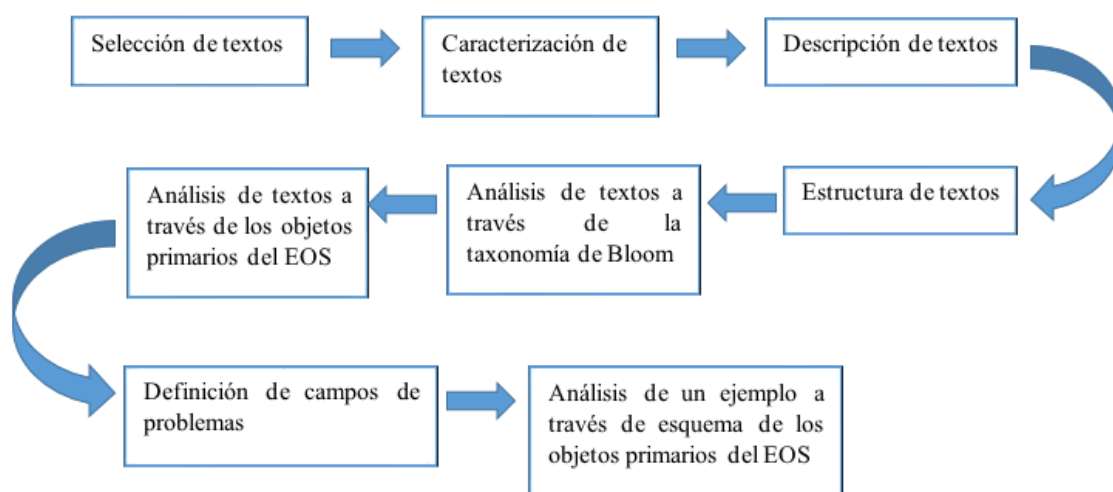 Selección de textos
Caracterización de
textos
Descripción de textos
Estructura de textos
Análisis de textos a
través de la
taxonomía de Bloom
Análisis de textos a
través de los objetos
primarios del EOS
Definición de campos de
problemas
Análisis de un ejemplo a
través de esquema de los
objetos primarios del EOS